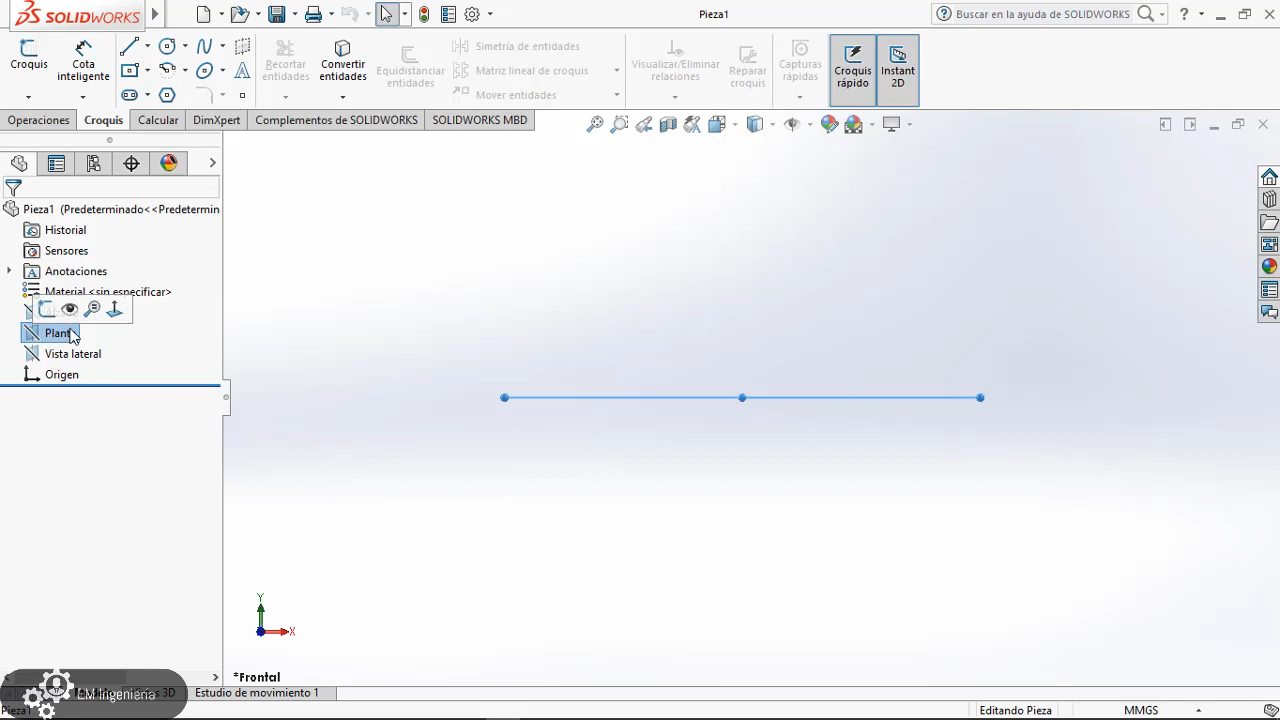 SOLIDWORKS
Pieza1
Buscar en la ayuda de SOLIDWORKS
?
Croquis
Cota inteligente
Recortar entidades
Convertir entidades
Equidistanciar entidades
Simetría de entidades
Matriz lineal de croquis
Mover entidades
Visualizar/Eliminar relaciones
Reparar croquis
Capturas rápidas
Croquis rápido
Instant 2D
Operaciones
Croquis
Calcular
DimXpert
Complementos de SOLIDWORKS
SOLIDWORKS MBD
Pieza1 (Predeterminado<<Predetermin
Historial
Sensores
Anotaciones
Material <sin especificar>
Plant
Vista lateral
Origen
Y
X
*Frontal
3D
Estudio de movimiento 1
EM Ingeniería
Pieza1
Editando Pieza
MMGS